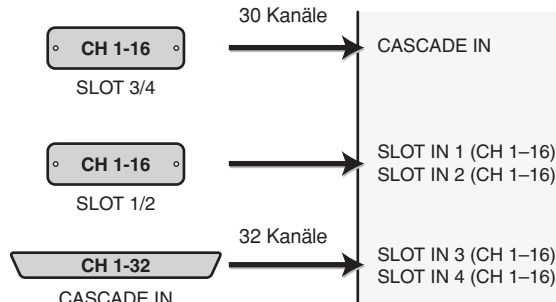 30 Kanäle
CH 1-16
CASCADE IN
SLOT 3/4
CH 1-16
SLOT IN 1 (CH 1–16)
SLOT IN 2 (CH 1–16)
SLOT 1/2
32 Kanäle
CH 1-32
SLOT IN 3 (CH 1–16)
SLOT IN 4 (CH 1–16)
CASCADE IN